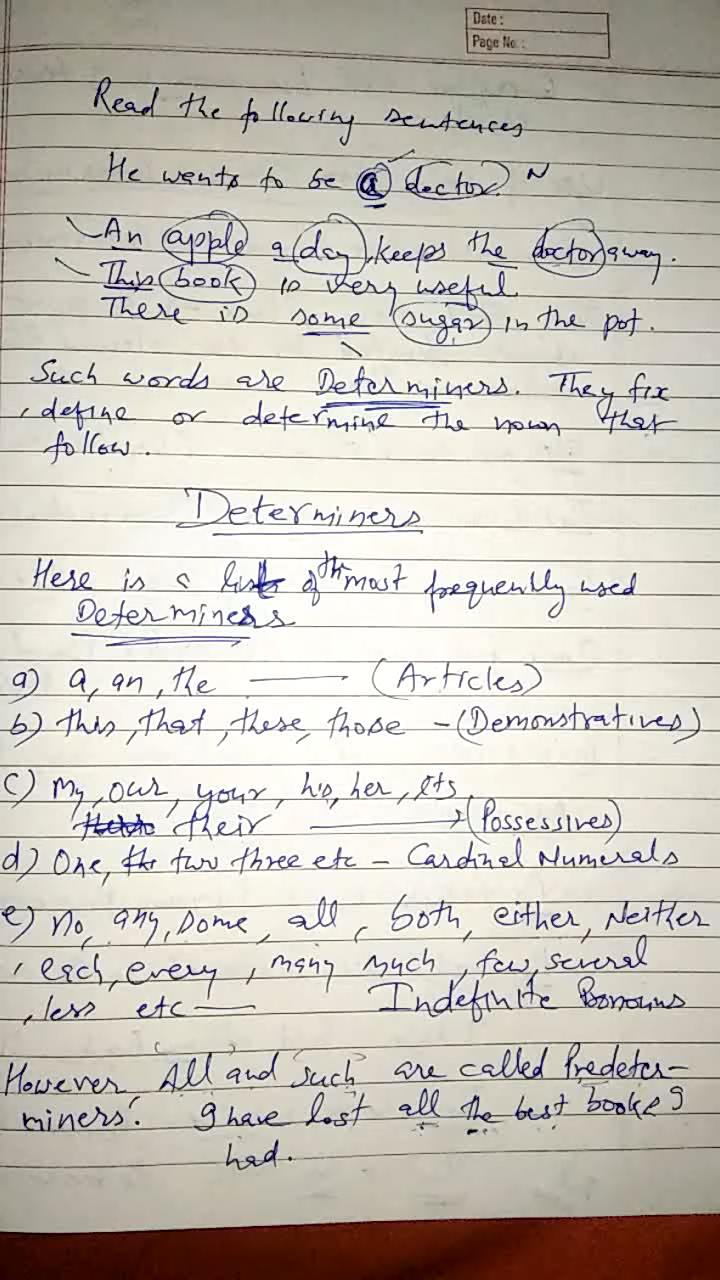 Date :
Page No. :
Read the following sentences
He wants to be a doctor. N
An apple a day, keeps the doctor away.
This book is very useful.
There is some sugar in the pot.
Such words are Determiners. They fix
, define or determine the noun that
follow.
Determiners
Here is a list of the most frequently used
Determiners
a) a, an, the —— (Articles)
b) this, that, these, those - (Demonstratives)
c) My, our, your, his, her, its
their ——→ (Possessives)
d) One, two three etc - Cardinal Numerals
e) no, any, some, all, both, either, Neither
, each, every, many much, few, several
, less etc —— Indefinite
However 'All' and 'such' are called Predeter-
miners. I have lost all the best books I
had.